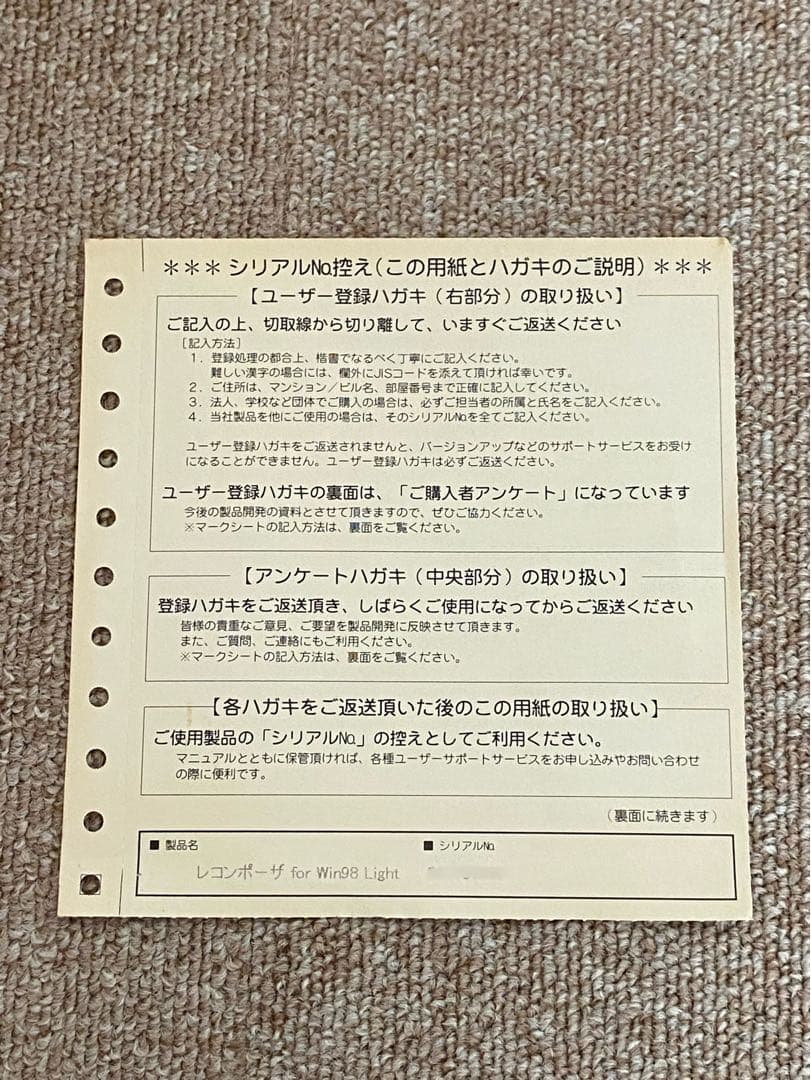 ＊＊＊ シリアル№控え（この用紙とハガキのご説明）＊＊＊
【ユーザー登録ハガキ（右部分）の取り扱い】
ご記入の上、切取線から切り離して、いますぐご返送ください
［記入方法］
１．登録処理の都合上、楷書でなるべく丁寧にご記入ください。
難しい漢字の場合には、欄外にJISコードを添えて頂ければ幸いです。
２．ご住所は、マンション／ビル名、部屋番号まで正確に記入してください。
３．法人、学校など団体でご購入の場合は、必ずご担当者の所属と氏名をご記入ください。
４．当社製品を他にご使用の場合は、そのシリアル№を全てご記入ください。
ユーザー登録ハガキをご返送されませんと、バージョンアップなどのサポートサービスをお受け
になることができません。ユーザー登録ハガキは必ずご返送ください。
ユーザー登録ハガキの裏面は、「ご購入者アンケート」になっています
今後の製品開発の資料とさせて頂きますので、ぜひご協力ください。
※マークシートの記入方法は、裏面をご覧ください。
【アンケートハガキ（中央部分）の取り扱い】
登録ハガキをご返送頂き、しばらくご使用になってからご返送ください
皆様の貴重なご意見、ご要望を製品開発に反映させて頂きます。
また、ご質問、ご連絡にもご利用ください。
※マークシートの記入方法は、裏面をご覧ください。
【各ハガキをご返送頂いた後のこの用紙の取り扱い】
ご使用製品の「シリアル№」の控えとしてご利用ください。
マニュアルとともに保管頂ければ、各種ユーザーサポートサービスをお申し込みやお問い合わせ
の際に便利です。
（裏面に続きます）
■ 製品名 ■ シリアル№
レコンポーザ for Win98 Light